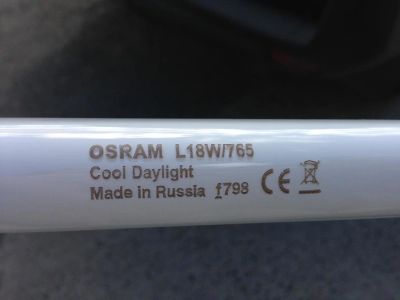 OSRAM L18W/765
Cool Daylight
Made in Russia f798 CE